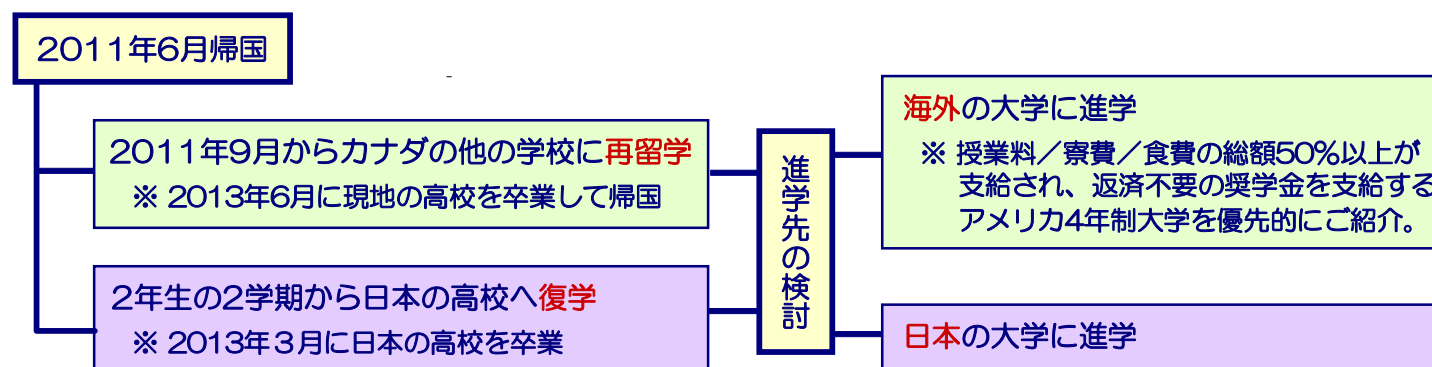 2011年6月帰国
2011年9月からカナダの他の学校に再留学
※ 2013年6月に現地の高校を卒業して帰国
2年生の2学期から日本の高校へ復学
※ 2013年3月に日本の高校を卒業
進学先の検討
海外の大学に進学
※ 授業料／寮費／食費の総額50%以上が
支給され、返済不要の奨学金を支給する
アメリカ4年制大学を優先的にご紹介。
日本の大学に進学